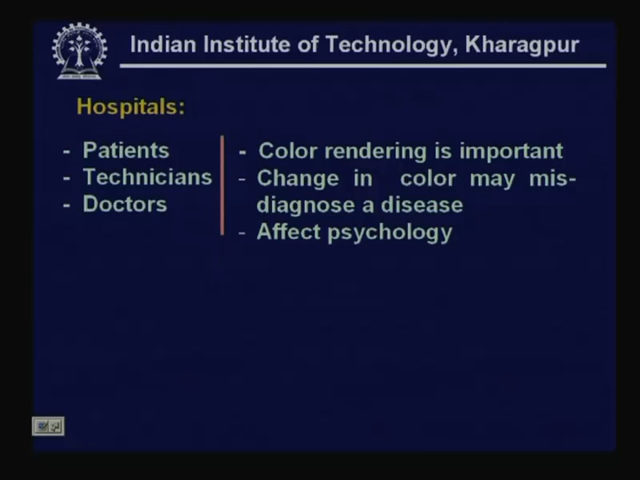 Indian Institute of Technology, Kharagpur
Hospitals:
- Patients
- Technicians
- Doctors
- Color rendering is important
- Change in color may mis-
diagnose a disease
- Affect psychology